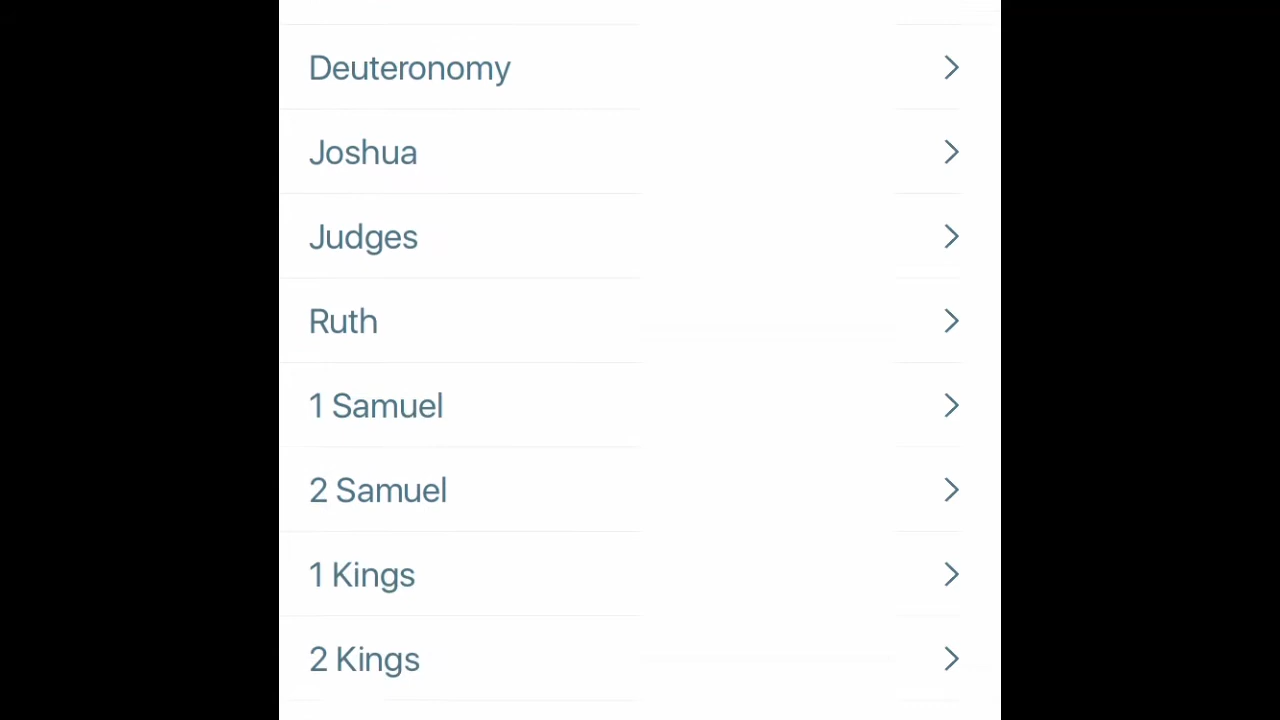 Deuteronomy
Joshua
Judges
Ruth
1 Samuel
2 Samuel
1 Kings
2 Kings